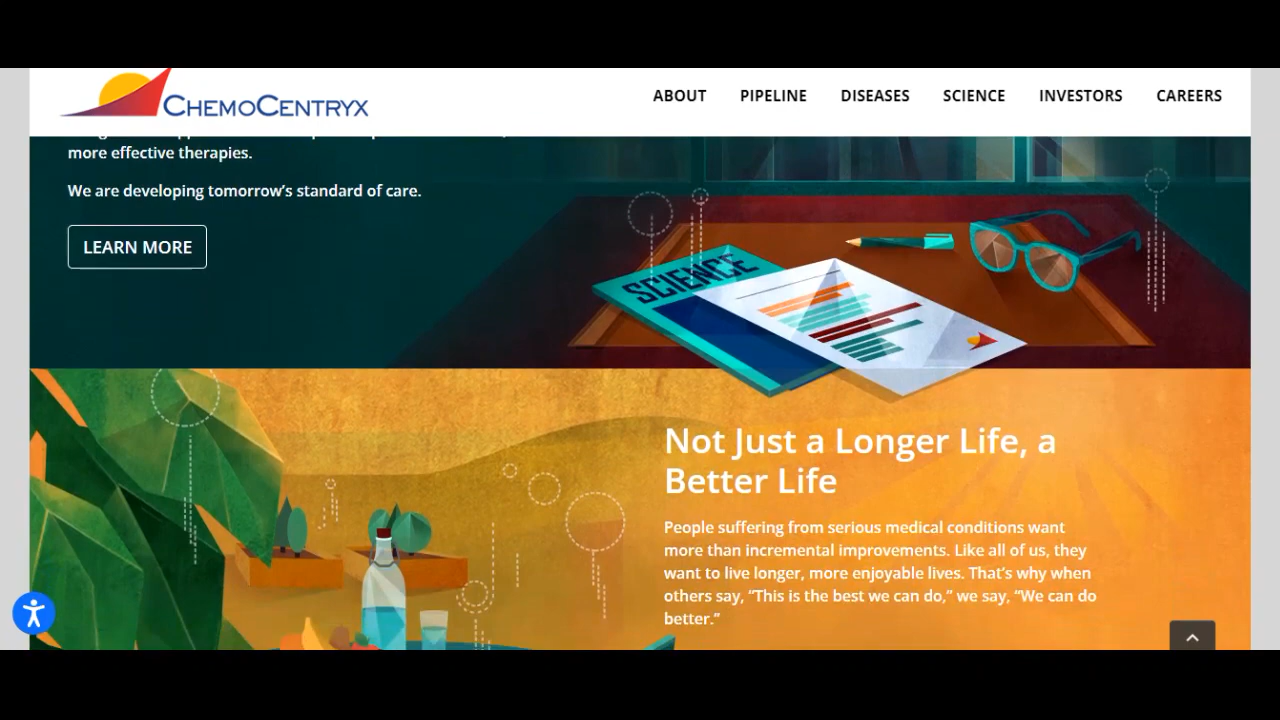 CHEMOCENTRYX
ABOUT PIPELINE DISEASES SCIENCE INVESTORS CAREERS
more effective therapies.
We are developing tomorrow’s standard of care.
LEARN MORE
SCIENCE
Not Just a Longer Life, a
Better Life
People suffering from serious medical conditions want
more than incremental improvements. Like all of us, they
want to live longer, more enjoyable lives. That’s why when
others say, “This is the best we can do,” we say, “We can do
better.”